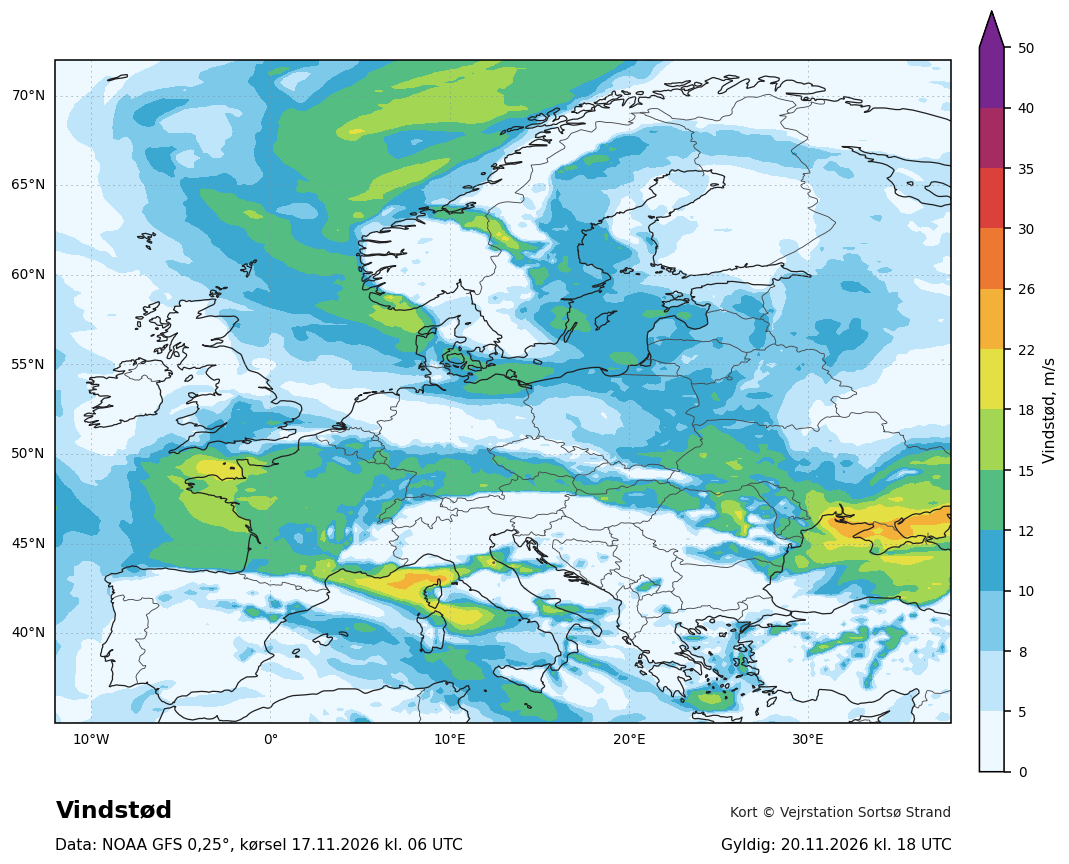 50
40
35
30
26
22
18
15
12
10
8
5
0
Vindstød, m/s
70°N
65°N
60°N
55°N
50°N
45°N
40°N
10°W 0° 10°E 20°E 30°E
Vindstød
Kort © Vejrstation Sortsø Strand
Data: NOAA GFS 0,25°, kørsel 17.11.2026 kl. 06 UTC
Gyldig: 20.11.2026 kl. 18 UTC